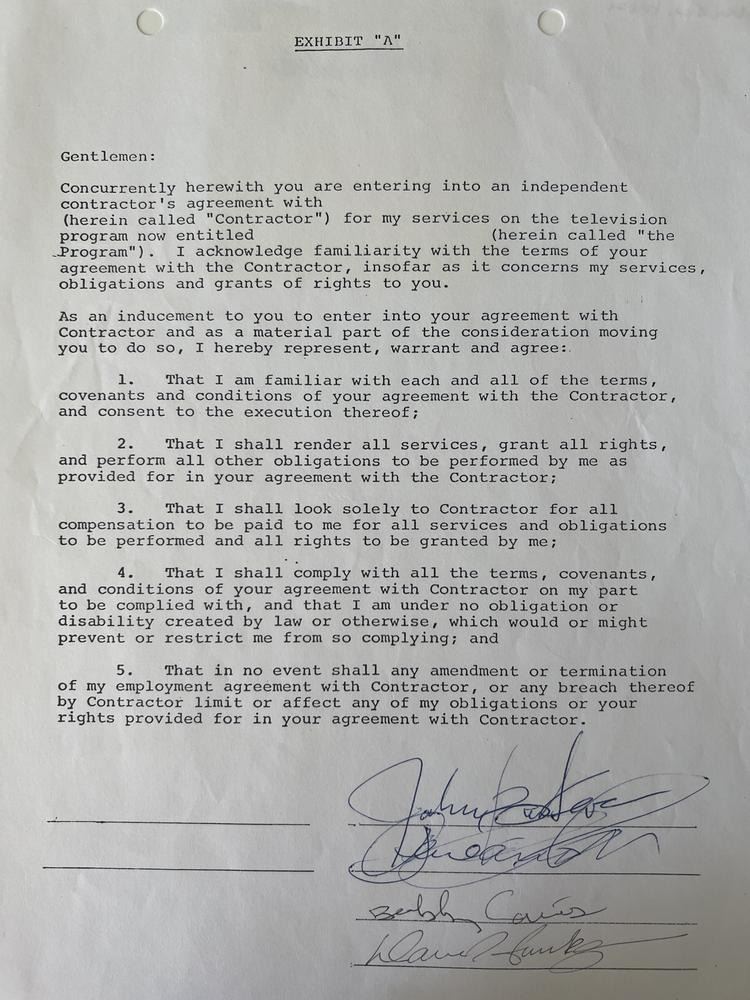 EXHIBIT "A"
Gentlemen:
Concurrently herewith you are entering into an independent
contractor's agreement with
(herein called "Contractor") for my services on the television
program now entitled (herein called "the
Program"). I acknowledge familiarity with the terms of your
agreement with the Contractor, insofar as it concerns my services,
obligations and grants of rights to you.
As an inducement to you to enter into your agreement with
Contractor and as a material part of the consideration moving
you to do so, I hereby represent, warrant and agree:
1. That I am familiar with each and all of the terms,
covenants and conditions of your agreement with the Contractor,
and consent to the execution thereof;
2. That I shall render all services, grant all rights,
and perform all other obligations to be performed by me as
provided for in your agreement with the Contractor;
3. That I shall look solely to Contractor for all
compensation to be paid to me for all services and obligations
to be performed and all rights to be granted by me;
4. That I shall comply with all the terms, covenants,
and conditions of your agreement with Contractor on my part
to be complied with, and that I am under no obligation or
disability created by law or otherwise, which would or might
prevent or restrict me from so complying; and
5. That in no event shall any amendment or termination
of my employment agreement with Contractor, or any breach thereof
by Contractor limit or affect any of my obligations or your
rights provided for in your agreement with Contractor.
John
David